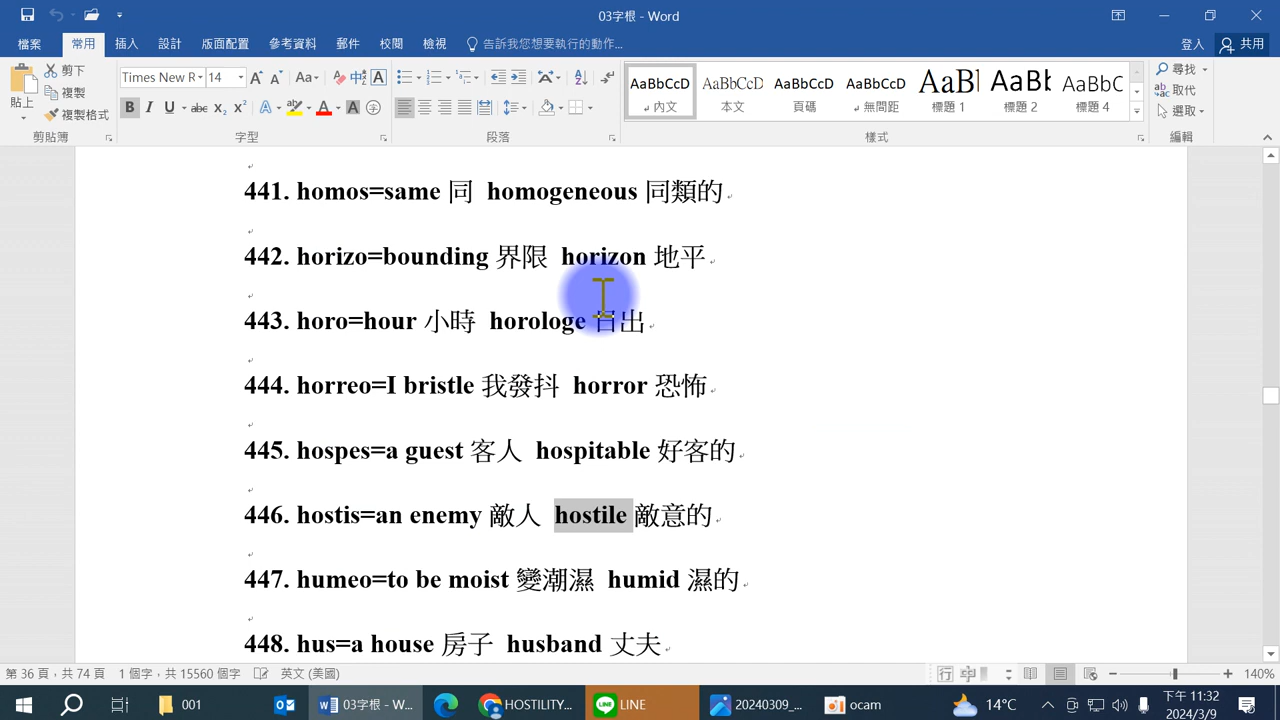 03字根 - Word
檔案 常用 插入 設計 版面配置 參考資料 郵件 校閱 檢視 告訴我您想要執行的動作... 登入 共用
貼上 剪下 複製 複製格式 剪貼簿
Times New R 14 Aa 中 A
B I U abc X₂ X² A ab A A 字 字型
段落
AaBbCcD AaBbCcD AaBbCcD AaBbCcD AaBl AaBb AaBbC
內文 本文 頁碼 無間距 標題 1 標題 2 標題
樣式
尋找 取代 選取 編輯
441. homos=same 同 homogeneous 同類的
442. horizo=bounding 界限 horizon 地平
443. horo=hour 小時 horologe 日出
444. horreo=I bristle 我發抖 horror 恐怖
445. hospes=a guest 客人 hospitable 好客的
446. hostis=an enemy 敵人 hostile 敵意的
447. humeo=to be moist 變潮濕 humid 濕的
448. hus=a house 房子 husband 丈夫
第 36 頁，共 74 頁 1 個字，共 15560 個字 英文 (美國) 140%
001 03字根 - W... HOSTILITY... LINE 20240309_... ocam 14°C 下午 11:32
2024/3/9